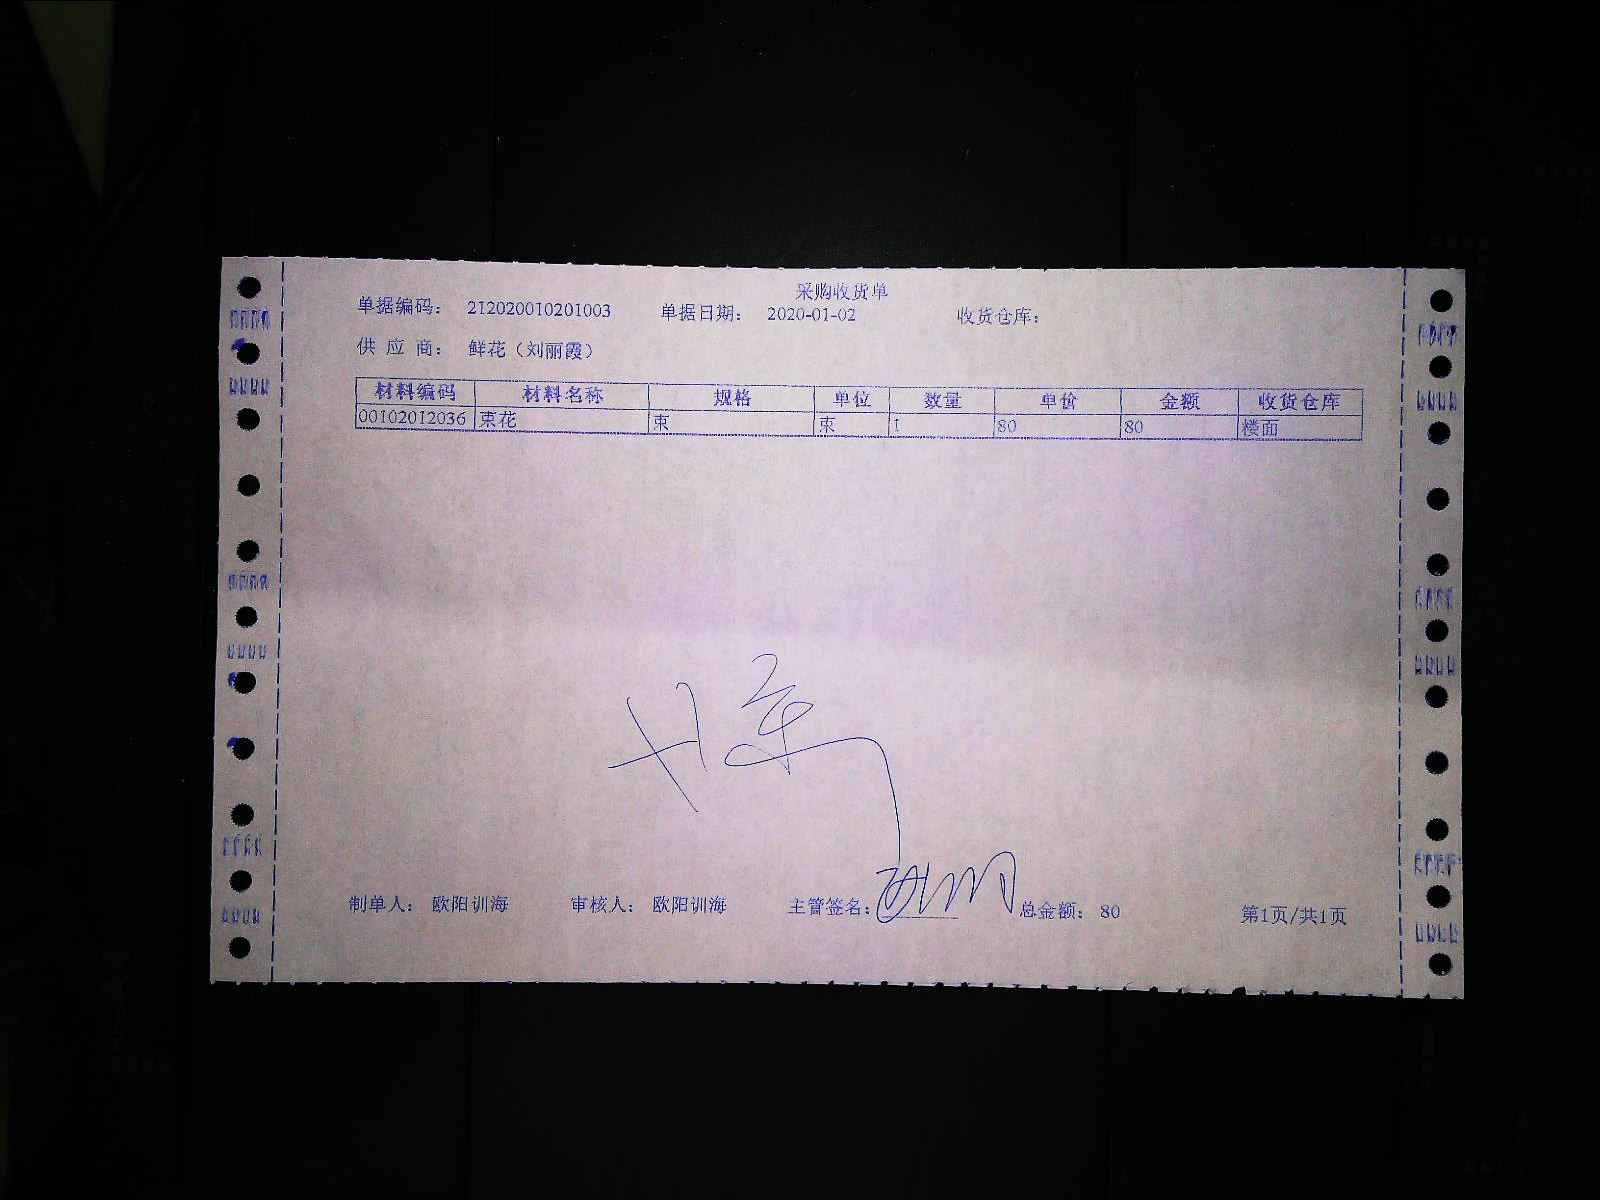 采购收货单
单据编码： 212020010201003 单据日期： 2020-01-02 收货仓库：
供 应 商： 鲜花（刘丽霞）
材料编码 材料名称 规格 单位 数量 单价 金额 收货仓库
00102012036 束花 束 束 1 80 80 楼面
制单人： 欧阳训海 审核人： 欧阳训海 主管签名： 总金额： 80 第1页/共1页